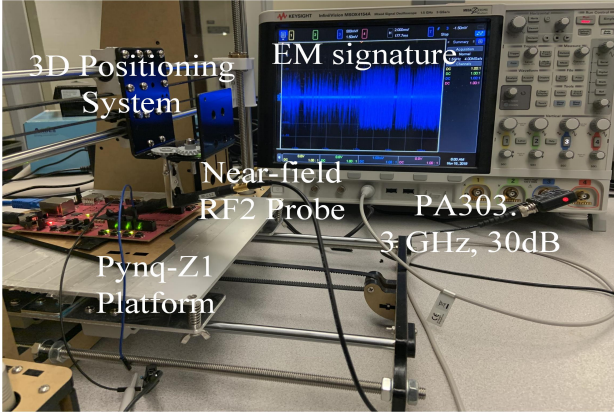 KEYSIGHT
EM signature
3D Positioning
System
Near-field
RF2 Probe
PA303.
3 GHz, 30dB
Pynq-Z1
Platform